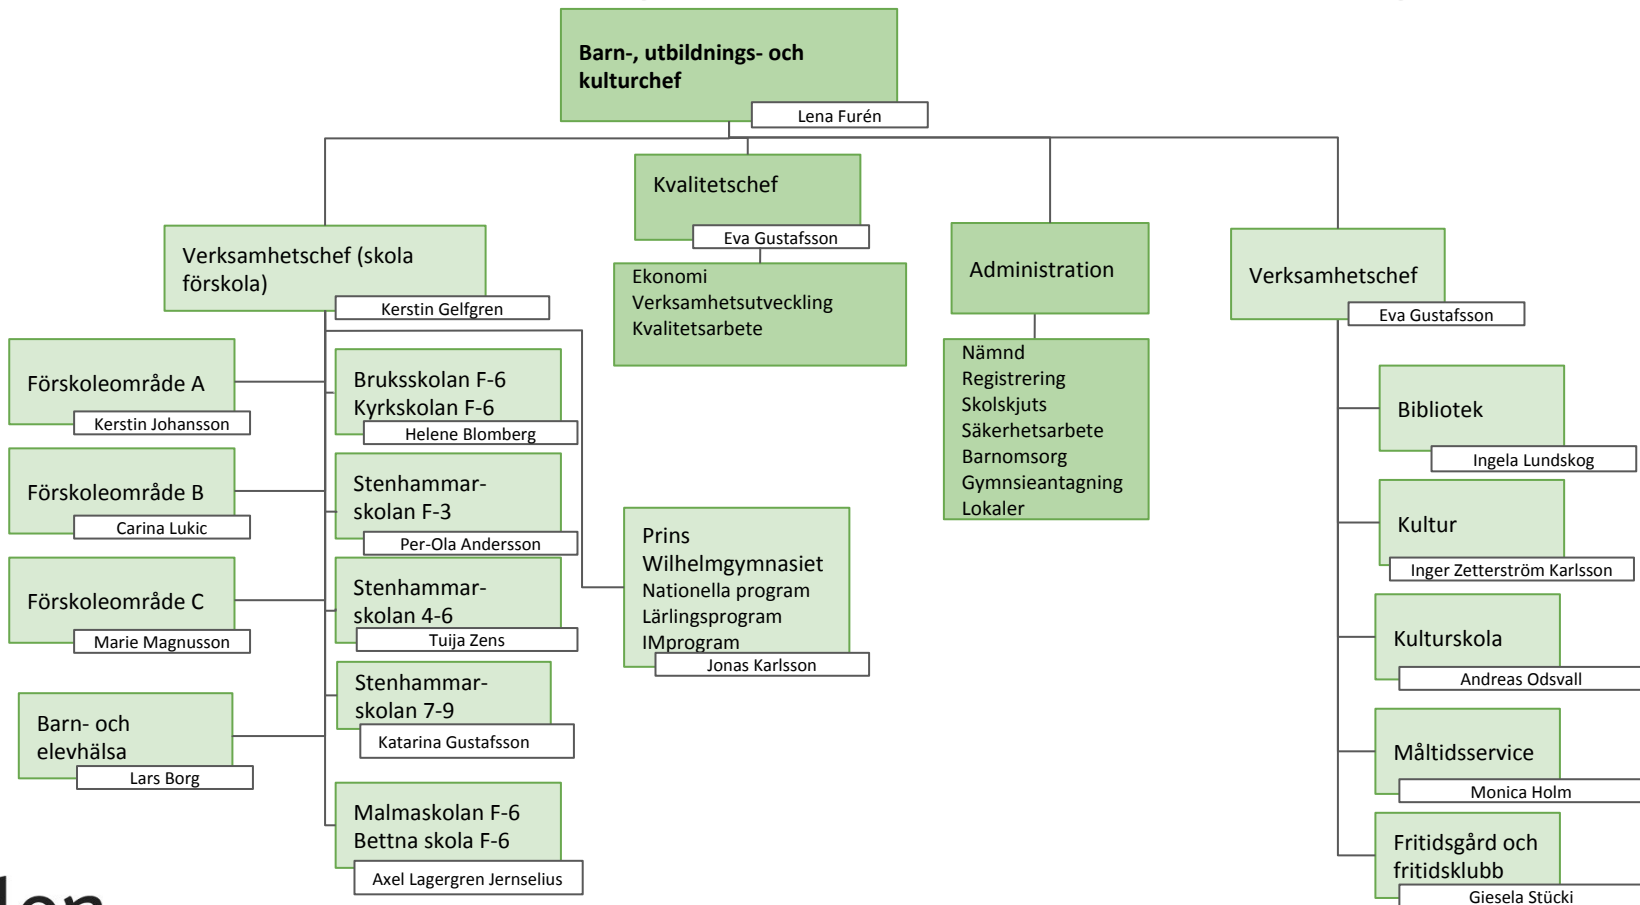 Barn-, utbildnings- och
kulturchef
Lena Furén
Kvalitetschef
Eva Gustafsson
Ekonomi
Verksamhetsutveckling
Kvalitetsarbete
Administration
Nämnd
Registrering
Skolskjuts
Säkerhetsarbete
Barnomsorg
Gymnsieantagning
Lokaler
Verksamhetschef (skola
förskola)
Kerstin Gelfgren
Förskoleområde A
Kerstin Johansson
Förskoleområde B
Carina Lukic
Förskoleområde C
Marie Magnusson
Barn- och
elevhälsa
Lars Borg
Bruksskolan F-6
Kyrkskolan F-6
Helene Blomberg
Stenhammar-
skolan F-3
Per-Ola Andersson
Stenhammar-
skolan 4-6
Tuija Zens
Stenhammar-
skolan 7-9
Katarina Gustafsson
Malmaskolan F-6
Bettna skola F-6
Axel Lagergren Jernselius
Prins
Wilhelmgymnasiet
Nationella program
Lärlingsprogram
IMprogram
Jonas Karlsson
Verksamhetschef
Eva Gustafsson
Bibliotek
Ingela Lundskog
Kultur
Inger Zetterström Karlsson
Kulturskola
Andreas Odsvall
Måltidsservice
Monica Holm
Fritidsgård och
fritidsklubb
Giesela Stücki